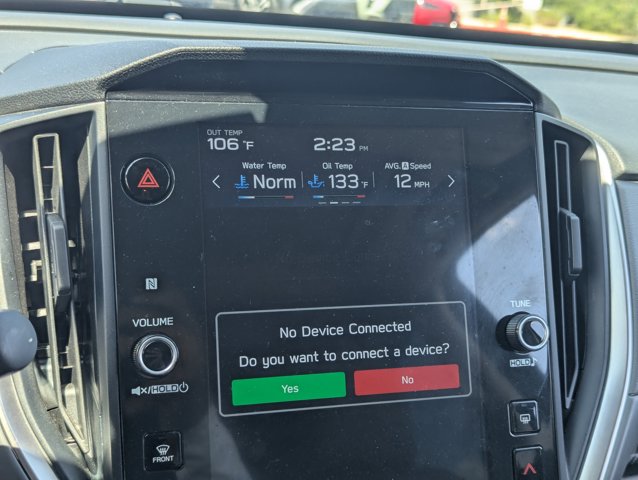 OUT TEMP
106 °F
2:23 PM
Water Temp
Oil Temp
AVG. A Speed
Norm
133 °F
12 MPH
VOLUME
TUNE
No Device Connected
Do you want to connect a device?
Yes
No
HOLD
HOLD
FRONT